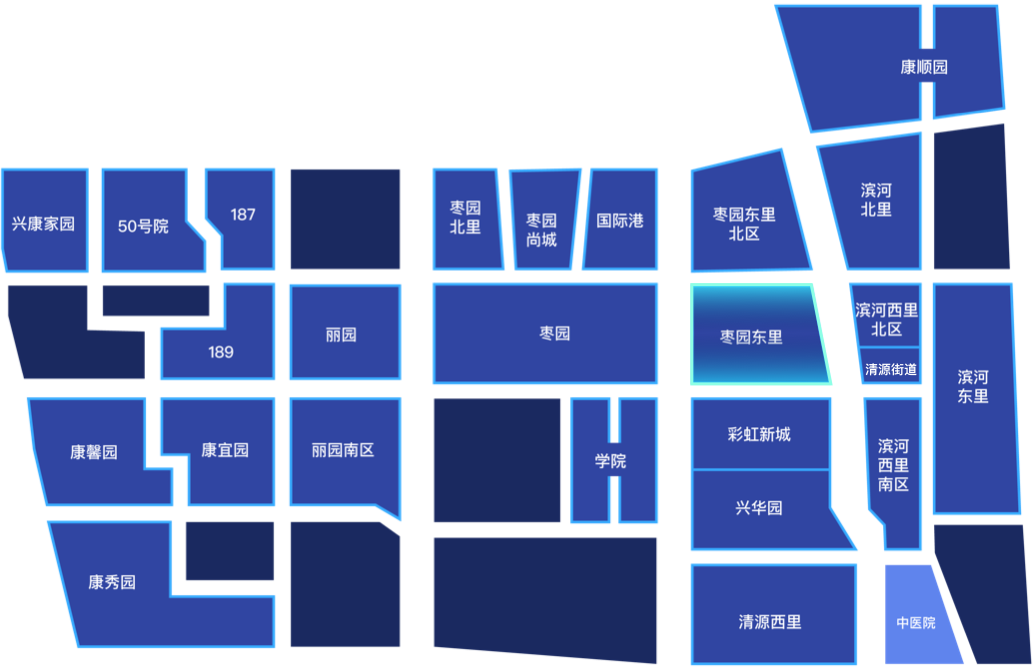 康顺园
兴康家园
50号院
187
枣园
北里
枣园
尚城
国际港
枣园东里
北区
滨河
北里
189
丽园
枣园
枣园东里
滨河西里
北区
清源街道
滨河
东里
康馨园
康宜园
丽园南区
学院
彩虹新城
兴华园
滨河
西里
南区
康秀园
清源西里
中医院